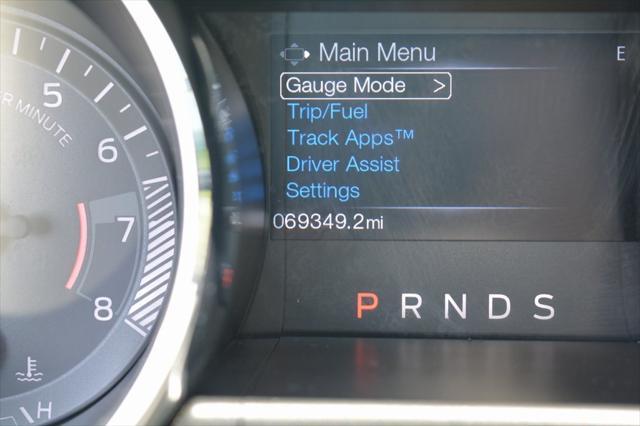 Main Menu
E
Gauge Mode >
Trip/Fuel
Track Apps™
Driver Assist
Settings
069349.2mi
P R N D S
5
6
7
8
MINUTE
H